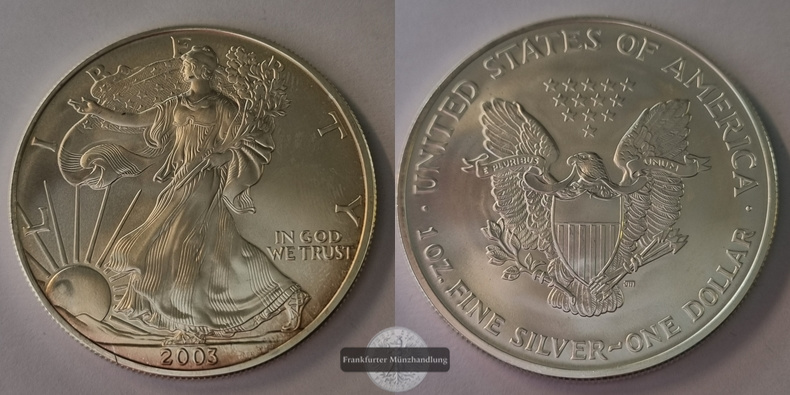 LIBERTY
IN GOD
WE TRUST
2003
UNITED STATES OF AMERICA
E PLURIBUS UNUM
1 OZ. FINE SILVER~ONE DOLLAR
Frankfurter Münzhandlung